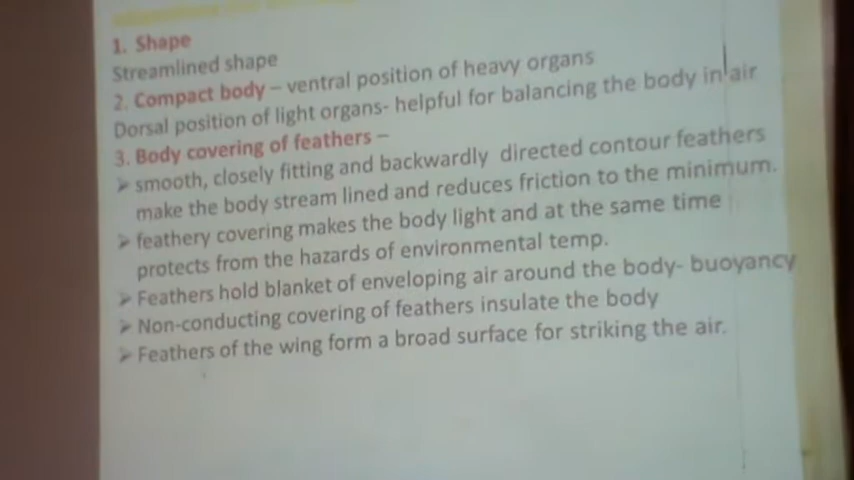 1. Shape
Streamlined shape
2. Compact body – ventral position of heavy organs
Dorsal position of light organs- helpful for balancing the body in air
3. Body covering of feathers –
➢ smooth, closely fitting and backwardly directed contour feathers
make the body stream lined and reduces friction to the minimum.
➢ feathery covering makes the body light and at the same time
protects from the hazards of environmental temp.
➢ Feathers hold blanket of enveloping air around the body- buoyancy
➢ Non-conducting covering of feathers insulate the body
➢ Feathers of the wing form a broad surface for striking the air.